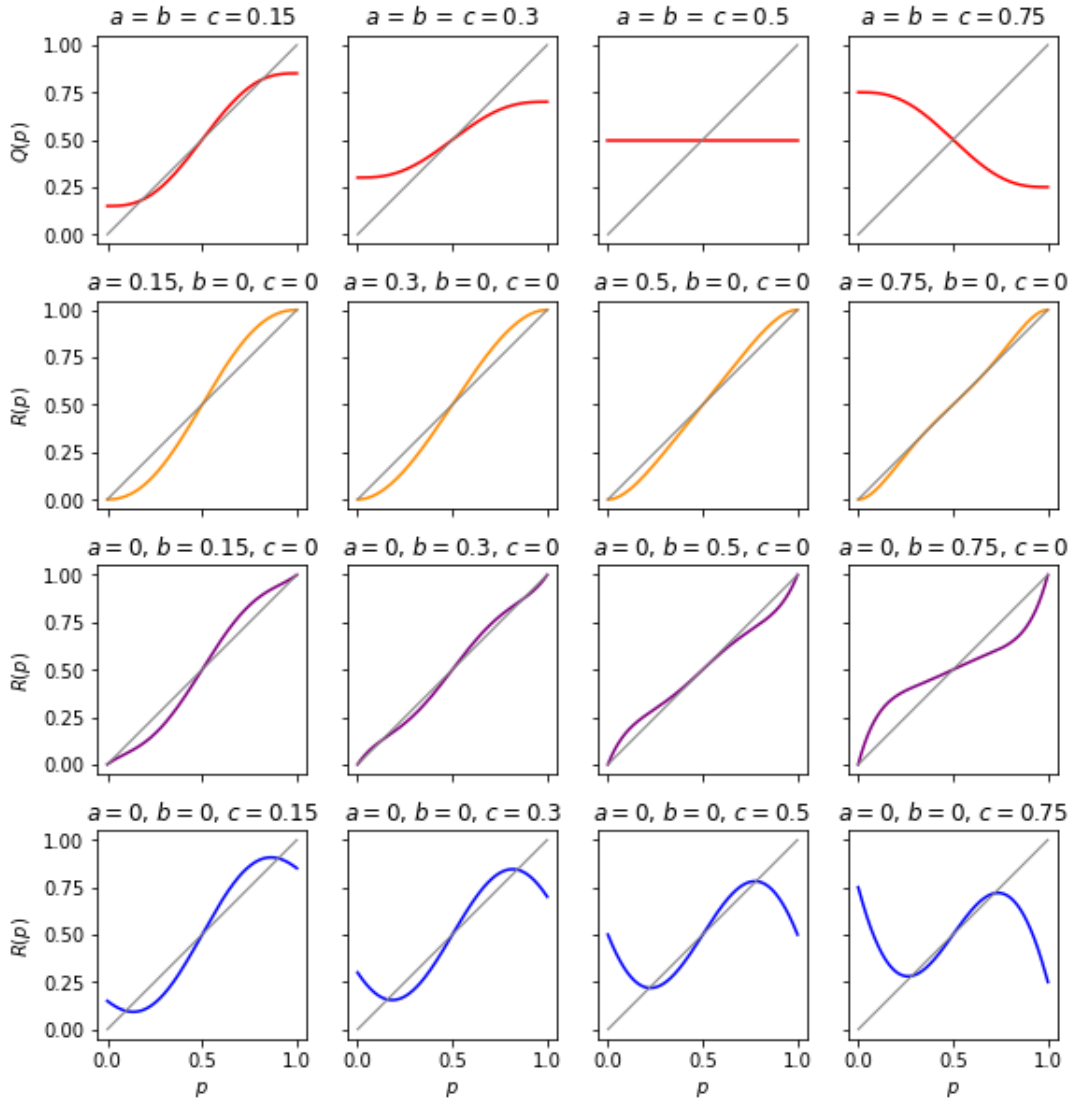 a = b = c = 0.15 a = b = c = 0.3 a = b = c = 0.5 a = b = c = 0.75
1.00
0.75
Q(p)
0.50
0.25
0.00
a = 0.15, b = 0, c = 0 a = 0.3, b = 0, c = 0 a = 0.5, b = 0, c = 0 a = 0.75, b = 0, c = 0
1.00
0.75
R(p)
0.50
0.25
0.00
a = 0, b = 0.15, c = 0 a = 0, b = 0.3, c = 0 a = 0, b = 0.5, c = 0 a = 0, b = 0.75, c = 0
1.00
0.75
R(p)
0.50
0.25
0.00
a = 0, b = 0, c = 0.15 a = 0, b = 0, c = 0.3 a = 0, b = 0, c = 0.5 a = 0, b = 0, c = 0.75
1.00
0.75
R(p)
0.50
0.25
0.00
0.0 0.5 1.0 0.0 0.5 1.0 0.0 0.5 1.0 0.0 0.5 1.0
p p p p